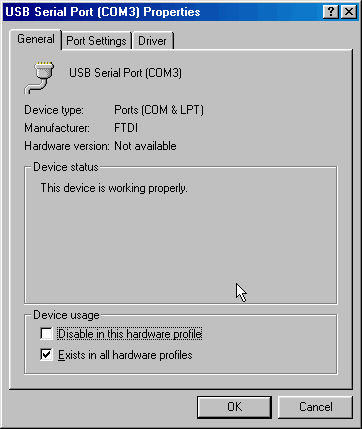 USB Serial Port (COM3) Properties
General Port Settings Driver
USB Serial Port (COM3)
Device type: Ports (COM & LPT)
Manufacturer: FTDI
Hardware version: Not available
Device status
This device is working properly.
Device usage
Disable in this hardware profile
Exists in all hardware profiles
OK Cancel